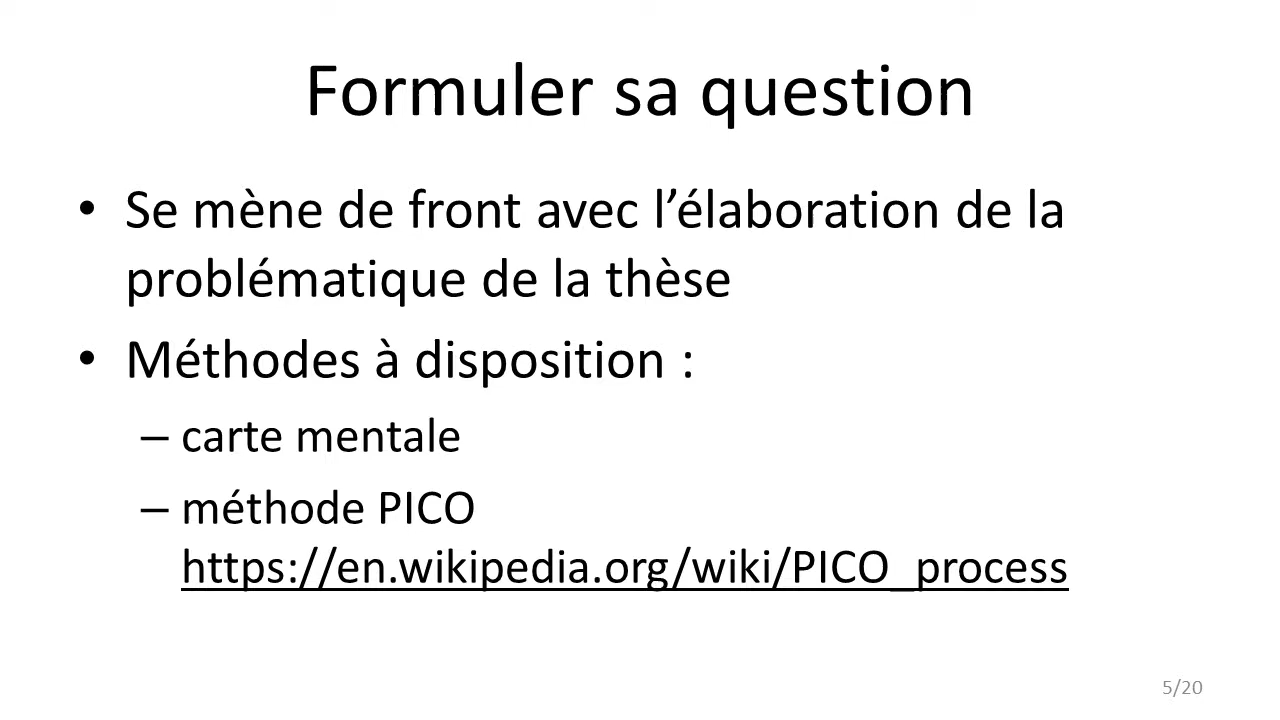 Formuler sa question
• Se mène de front avec l’élaboration de la
problématique de la thèse
• Méthodes à disposition :
– carte mentale
– méthode PICO
https://en.wikipedia.org/wiki/PICO_process
5/20